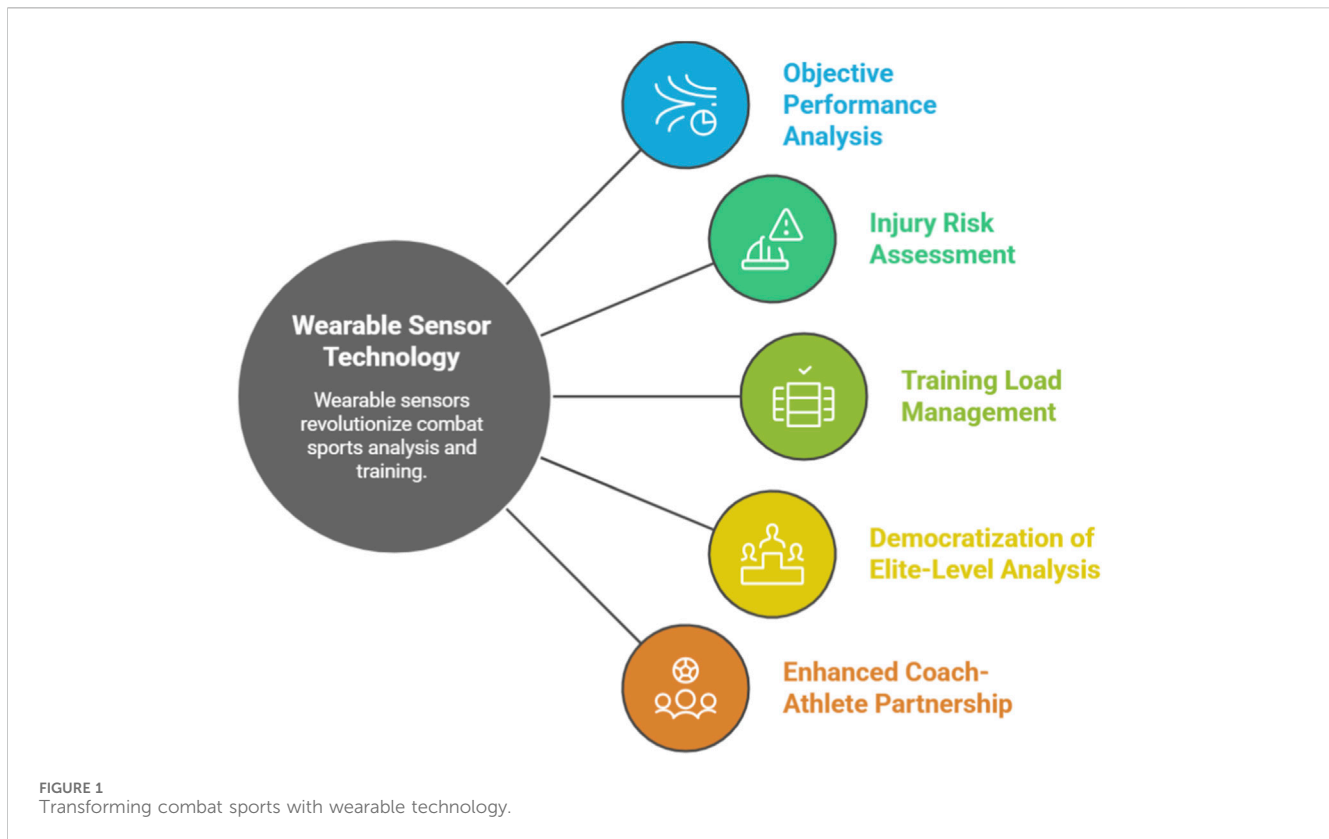 Objective
Performance
Analysis
Injury Risk
Assessment
Wearable Sensor
Technology
Wearable sensors
revolutionize combat
sports analysis and
training.
Training Load
Management
Democratization of
Elite-Level Analysis
Enhanced Coach-
Athlete Partnership
FIGURE 1
Transforming combat sports with wearable technology.